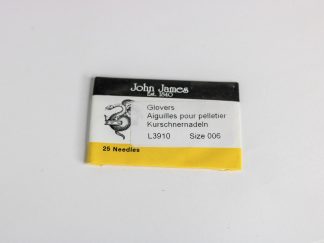 John James
Est. 1840
Glovers
Aiguilles pour pelletier
Kurschnernadeln
L3910 Size 006
25 Needles